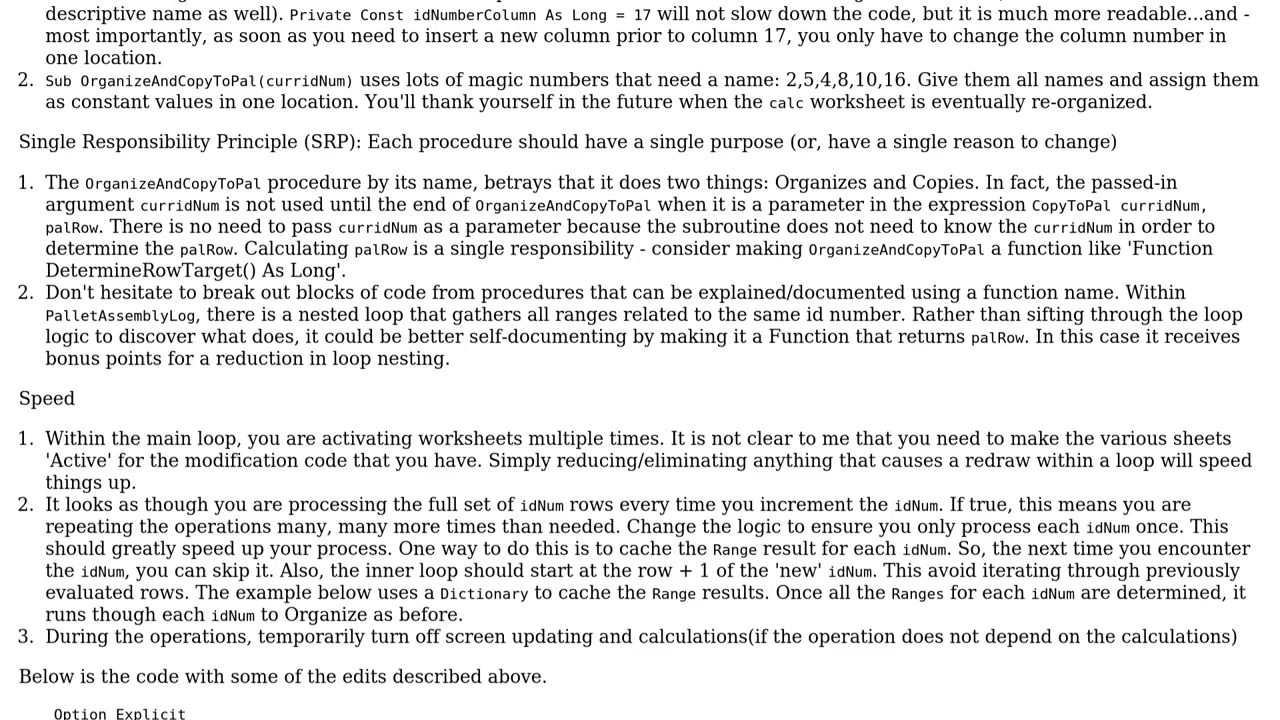 descriptive name as well). Private Const idNumberColumn As Long = 17 will not slow down the code, but it is much more readable...and -
most importantly, as soon as you need to insert a new column prior to column 17, you only have to change the column number in
one location.
2. Sub OrganizeAndCopyToPal(curridNum) uses lots of magic numbers that need a name: 2,5,4,8,10,16. Give them all names and assign them
as constant values in one location. You'll thank yourself in the future when the calc worksheet is eventually re-organized.
Single Responsibility Principle (SRP): Each procedure should have a single purpose (or, have a single reason to change)
1. The OrganizeAndCopyToPal procedure by its name, betrays that it does two things: Organizes and Copies. In fact, the passed-in
argument curridNum is not used until the end of OrganizeAndCopyToPal when it is a parameter in the expression CopyToPal curridNum,
palRow. There is no need to pass curridNum as a parameter because the subroutine does not need to know the curridNum in order to
determine the palRow. Calculating palRow is a single responsibility - consider making OrganizeAndCopyToPal a function like 'Function
DetermineRowTarget() As Long'.
2. Don't hesitate to break out blocks of code from procedures that can be explained/documented using a function name. Within
PalletAssemblyLog, there is a nested loop that gathers all ranges related to the same id number. Rather than sifting through the loop
logic to discover what does, it could be better self-documenting by making it a Function that returns palRow. In this case it receives
bonus points for a reduction in loop nesting.
Speed
1. Within the main loop, you are activating worksheets multiple times. It is not clear to me that you need to make the various sheets
'Active' for the modification code that you have. Simply reducing/eliminating anything that causes a redraw within a loop will speed
things up.
2. It looks as though you are processing the full set of idNum rows every time you increment the idNum. If true, this means you are
repeating the operations many, many more times than needed. Change the logic to ensure you only process each idNum once. This
should greatly speed up your process. One way to do this is to cache the Range result for each idNum. So, the next time you encounter
the idNum, you can skip it. Also, the inner loop should start at the row + 1 of the 'new' idNum. This avoid iterating through previously
evaluated rows. The example below uses a Dictionary to cache the Range results. Once all the Ranges for each idNum are determined, it
runs though each idNum to Organize as before.
3. During the operations, temporarily turn off screen updating and calculations(if the operation does not depend on the calculations)
Below is the code with some of the edits described above.
Option Explicit